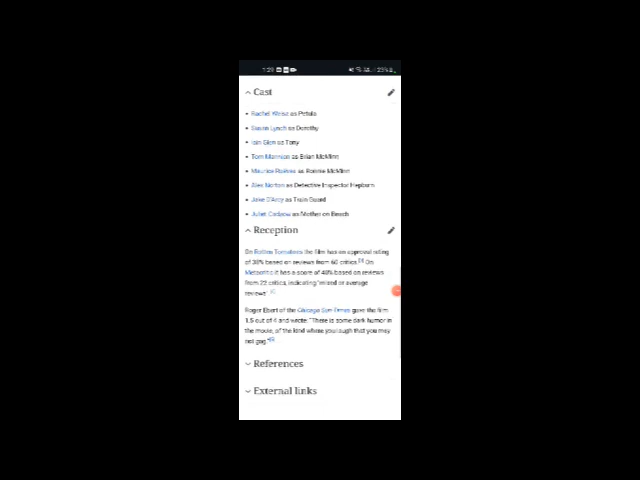 1:29
Cast
Rachel Weisz as Petula
Susan Lynch as Dorothy
Iain Glen as Tony
Tom Mannion as Brian McMinn
Maurice Roëves as Ronnie McMinn
Alex Norton as Detective Inspector Hepburn
Jake D'Arcy as Train Guard
Juliet Cadzow as Mother on Beach
Reception
On Rotten Tomatoes the film has an approval rating
of 38% based on reviews from 60 critics. On
Metacritic it has a score of 40% based on reviews
from 22 critics, indicating "mixed or average
reviews".
Roger Ebert of the Chicago Sun-Times gave the film
1.5 out of 4 and wrote: "There is some dark humor in
the movie, of the kind where you laugh that you may
not gag."
References
External links